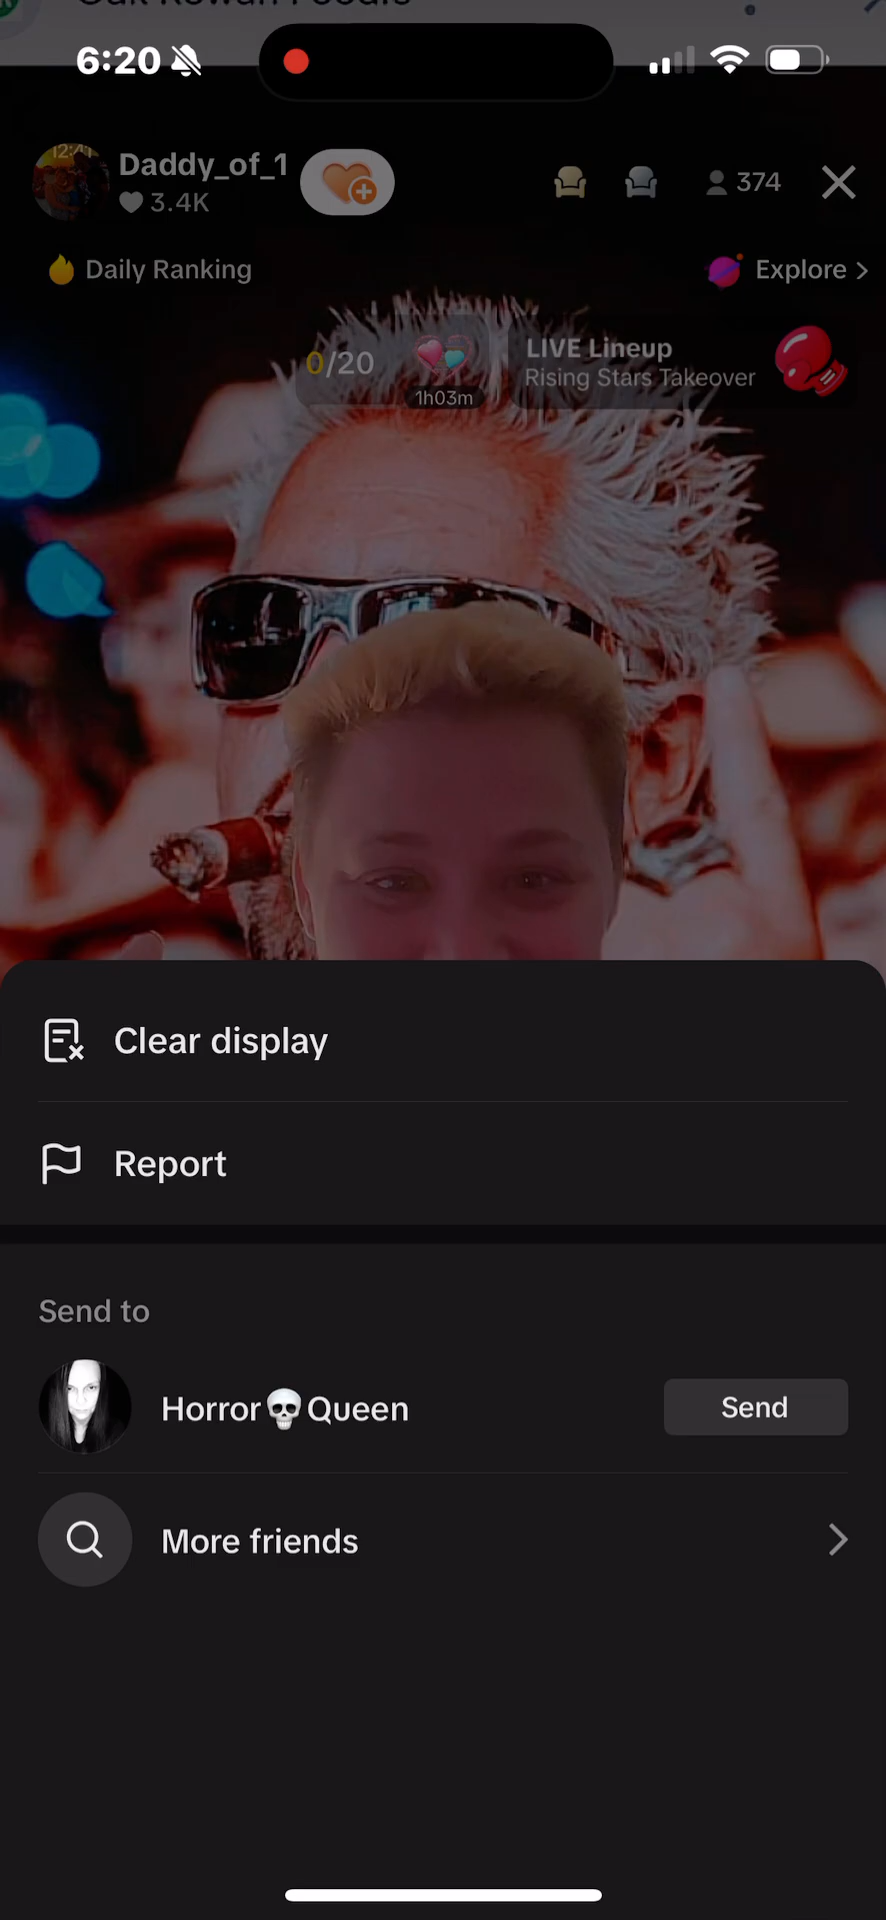 6:20
Daddy_of_1
3.4K
374
Daily Ranking
Explore >
0/20
1h03m
LIVE Lineup
Rising Stars Takeover
Clear display
Report
Send to
Horror💀Queen
Send
More friends